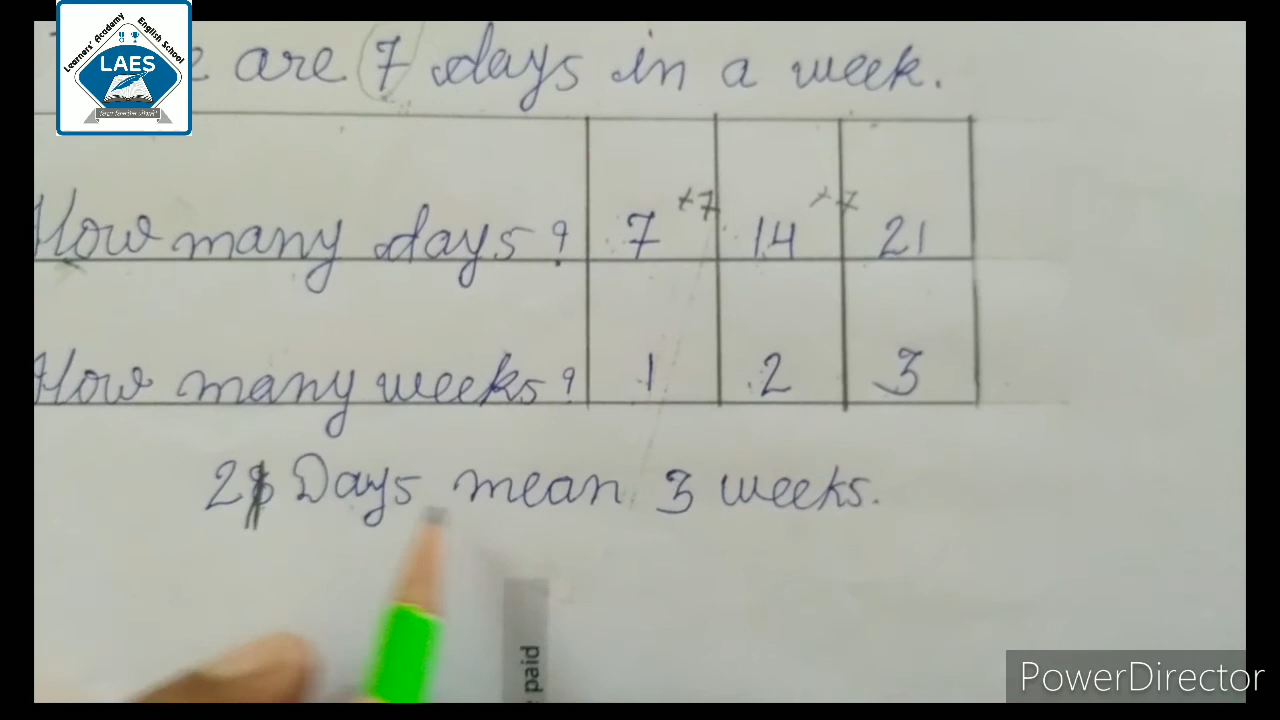 Learners' Academy English School
LAES
are 7 days in a week.
+7 +7
How many days? 7 14 21
How many weeks? 1 2 3
21 Days mean 3 weeks.
paid
PowerDirector